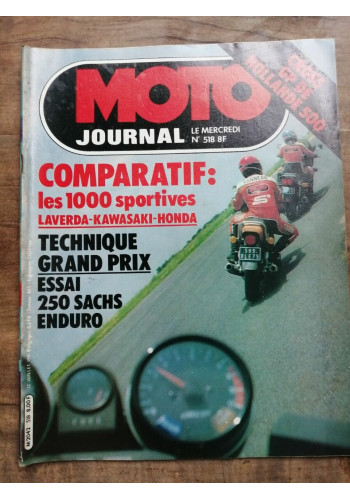 MOTO
JOURNAL
LE MERCREDI
N° 518 8F
CROSS
GP DE
HOLLANDE 500
COMPARATIF:
les 1000 sportives
LAVERDA-KAWASAKI-HONDA
TECHNIQUE
GRAND PRIX
ESSAI
250 SACHS
ENDURO